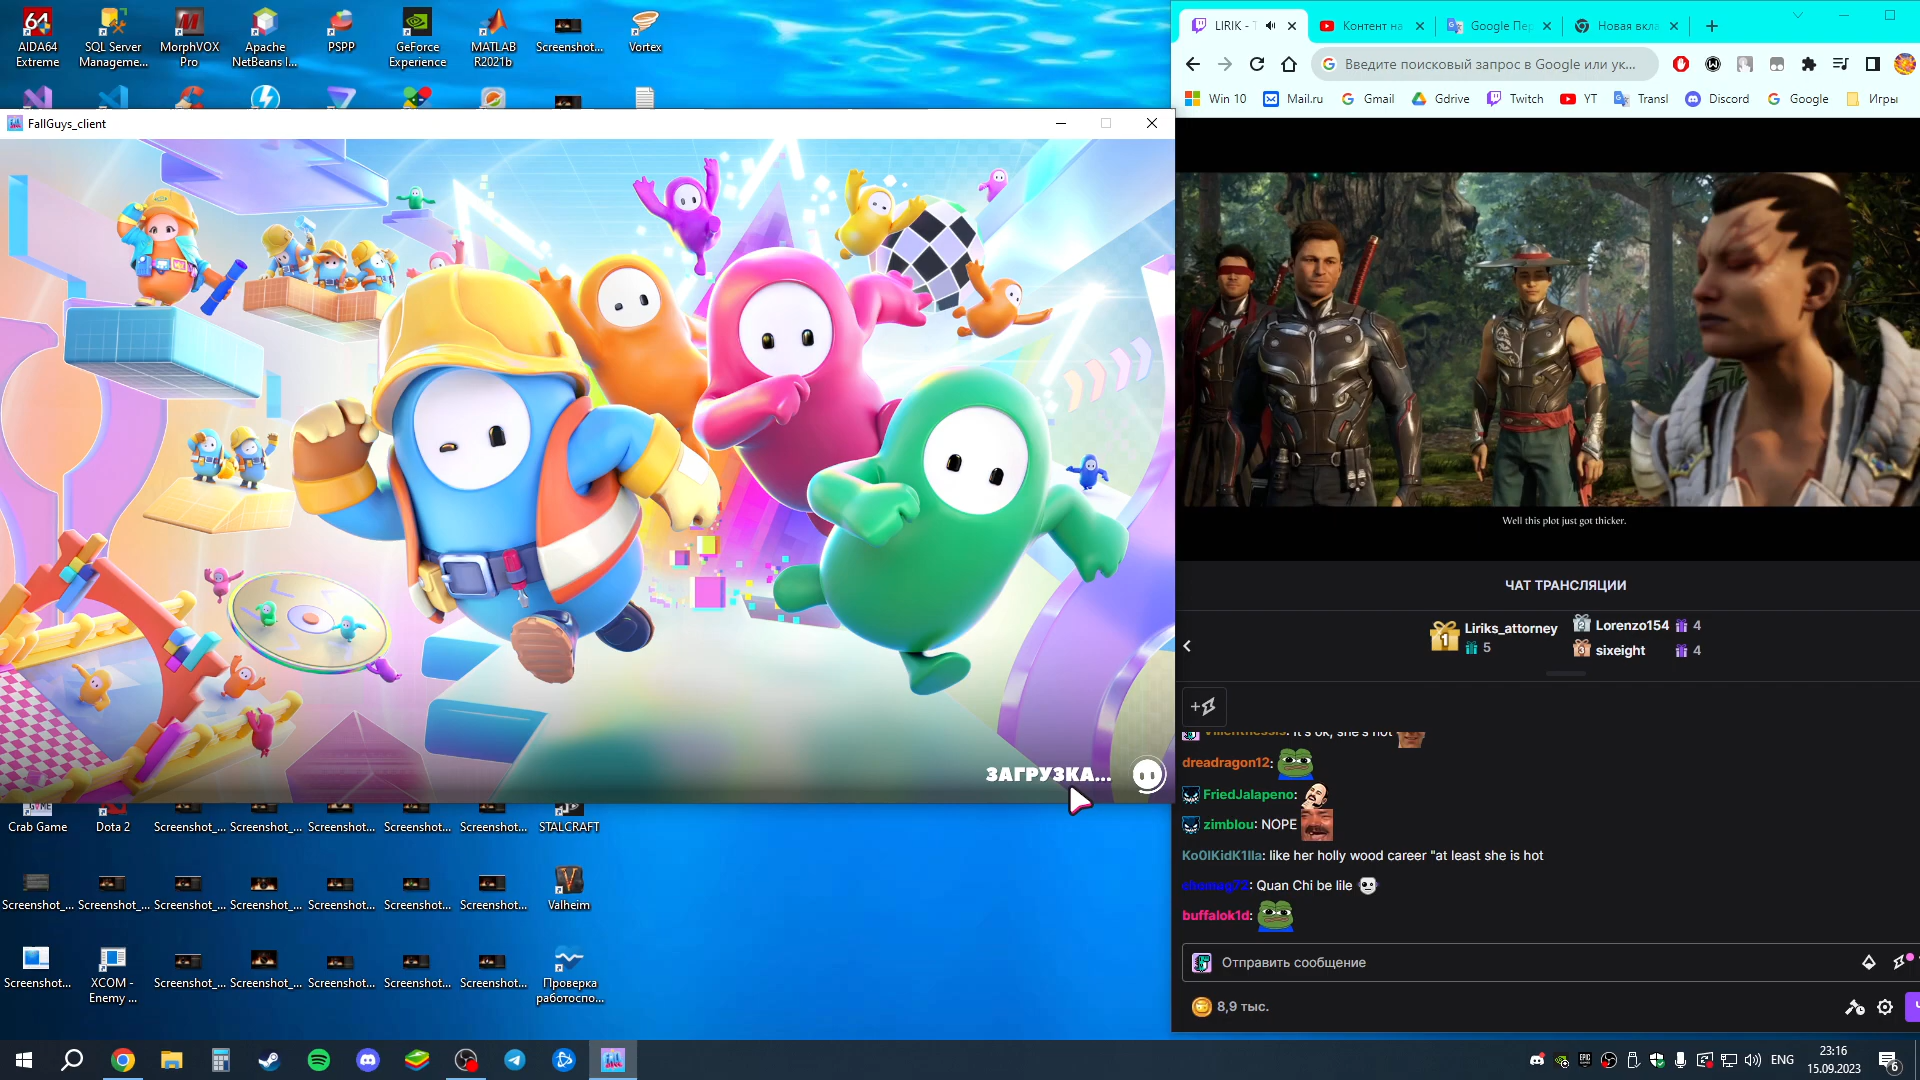 AIDA64 Extreme
SQL Server Manageme...
MorphVOX Pro
Apache NetBeans I...
PSPP
GeForce Experience
MATLAB R2021b
Screenshot...
Vortex
FallGuys_client
ЗАГРУЗКА...
Crab Game
Dota 2
Screenshot_...
Screenshot_...
Screenshot...
Screenshot...
Screenshot...
STALCRAFT
Screenshot_...
Screenshot_...
Screenshot_...
Screenshot_...
Screenshot...
Screenshot...
Screenshot...
Valheim
Screenshot...
XCOM - Enemy ...
Screenshot_...
Screenshot_...
Screenshot...
Screenshot...
Screenshot...
Проверка работоспо...
LIRIK - T
Контент на
Google Пер
Новая вкла
Введите поисковый запрос в Google или ук...
Win 10
Mail.ru
Gmail
Gdrive
Twitch
YT
Transl
Discord
Google
Игры
Well this plot just got thicker.
ЧАТ ТРАНСЛЯЦИИ
1 Liriks_attorney 5
2 Lorenzo154 4
3 sixeight 4
dreadragon12:
FriedJalapeno:
zimblou: NOPE
Ko0lKidK1lla: like her holly wood career "at least she is hot
Quan Chi be lile
buffalok1d:
Отправить сообщение
8,9 тыс.
ENG
23:16
15.09.2023
6